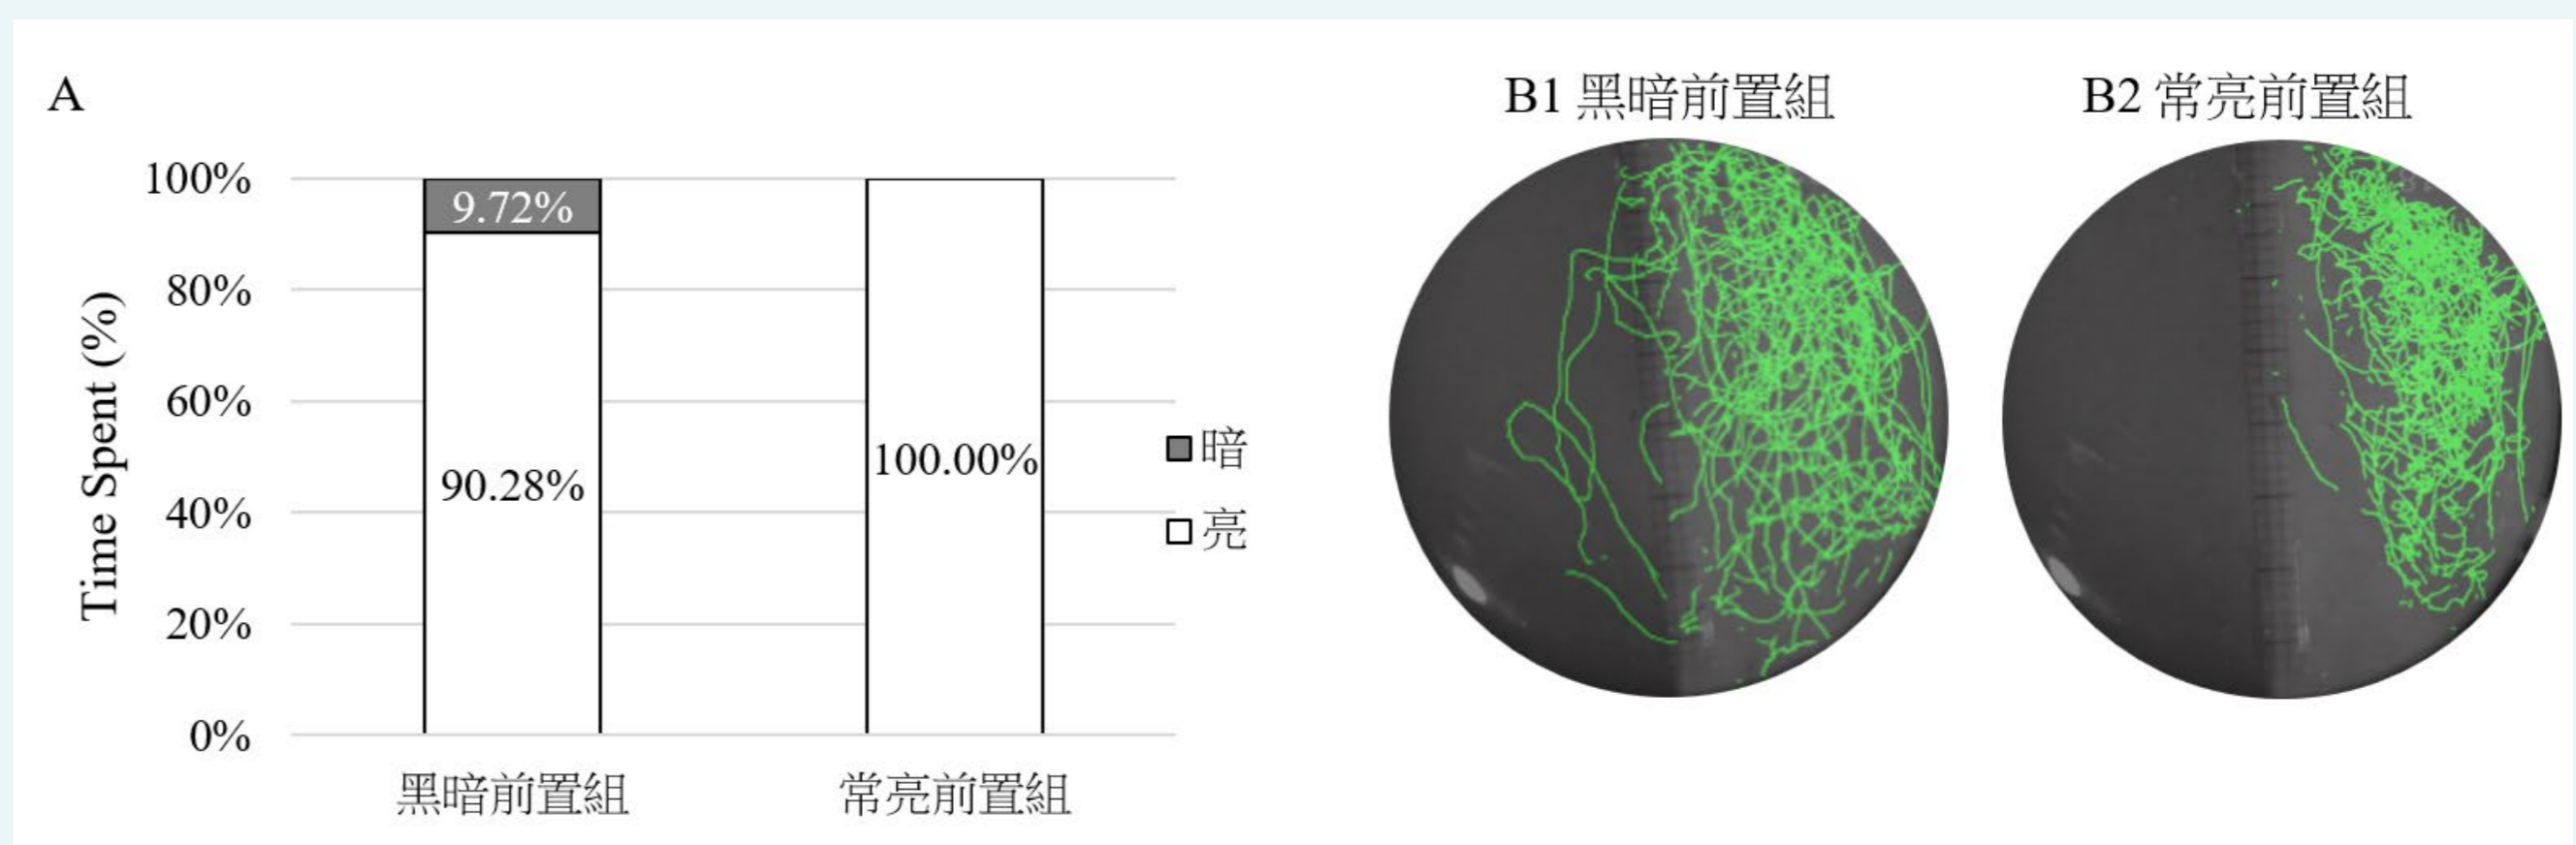 A
100%
80%
60%
40%
20%
0%
Time Spent (%)
9.72%
90.28%
100.00%
黑暗前置組
常亮前置組
暗
亮
B1 黑暗前置組
B2 常亮前置組